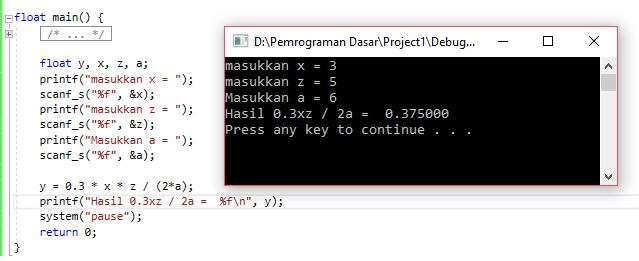 float main() {
/* ... */
float y, x, z, a;
printf("masukkan x = ");
scanf_s("%f", &x);
printf("masukkan z = ");
scanf_s("%f", &z);
printf("Masukkan a = ");
scanf_s("%f", &a);
y = 0.3 * x * z / (2*a);
printf("Hasil 0.3xz / 2a =  %f\n", y);
system("pause");
return 0;
}
D:\Pemrograman Dasar\Project1\Debug...
masukkan x = 3
masukkan z = 5
Masukkan a = 6
Hasil 0.3xz / 2a =  0.375000
Press any key to continue . . .